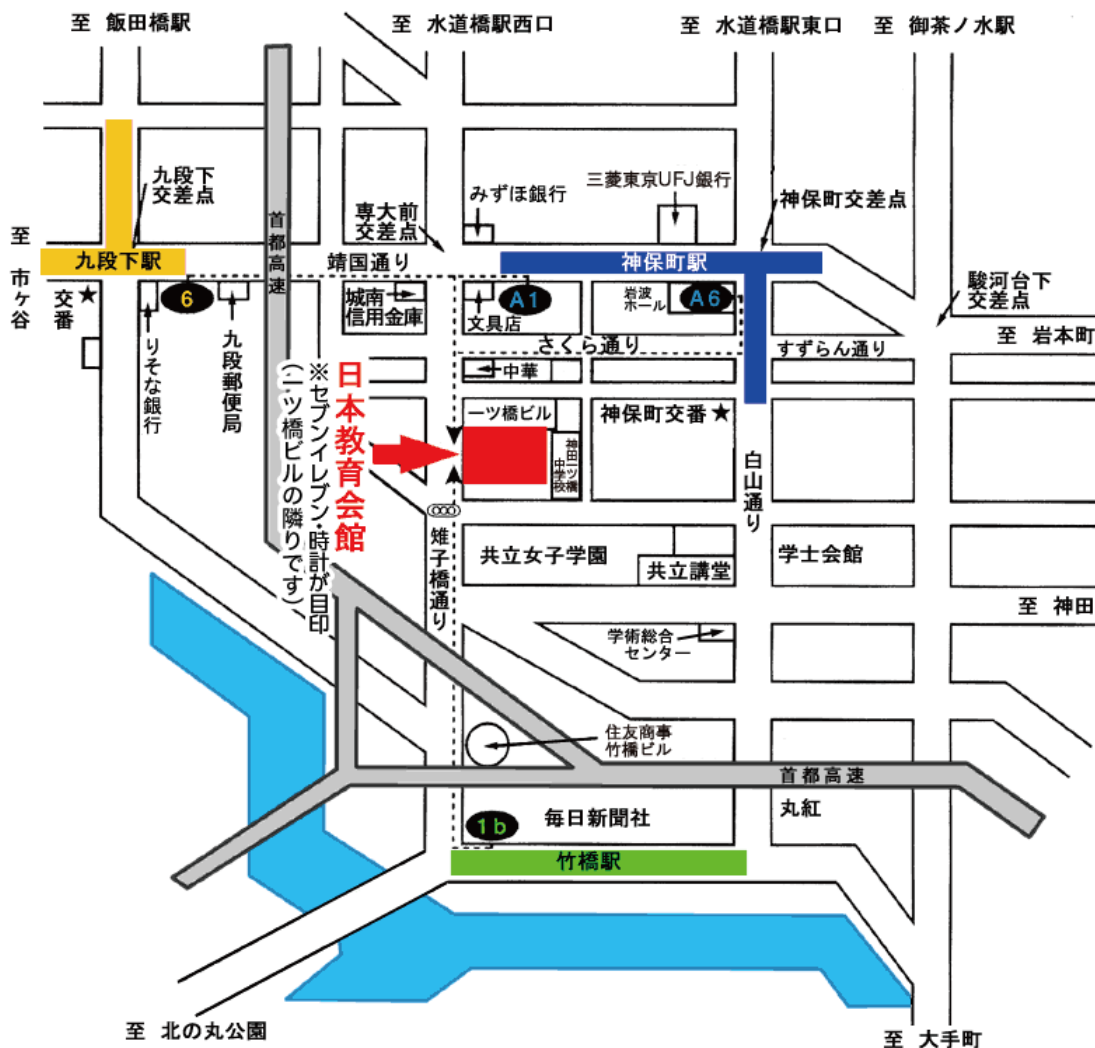 至 飯田橋駅
至 水道橋駅西口
至 水道橋駅東口
至 御茶ノ水駅
九段下
交差点
みずほ銀行
三菱東京UFJ銀行
専大前
交差点
神保町交差点
首都高速
至 市ヶ谷
九段下駅
靖国通り
神保町駅
駿河台下
交差点
交番★
6
城南
信用金庫
文具店
A1
岩波
ホール
A6
至 岩本町
りそな銀行
九段郵便局
さくら通り
すずらん通り
中華
日本教育会館
※セブンイレブン・時計が目印
(一ツ橋ビルの隣りです)
一ツ橋ビル
神田一ツ橋
中学校
神保町交番★
白山通り
雉子橋通り
共立女子学園
共立講堂
学士会館
至 神田
学術総合
センター
住友商事
竹橋ビル
首都高速
1b
毎日新聞社
丸紅
竹橋駅
至 北の丸公園
至 大手町